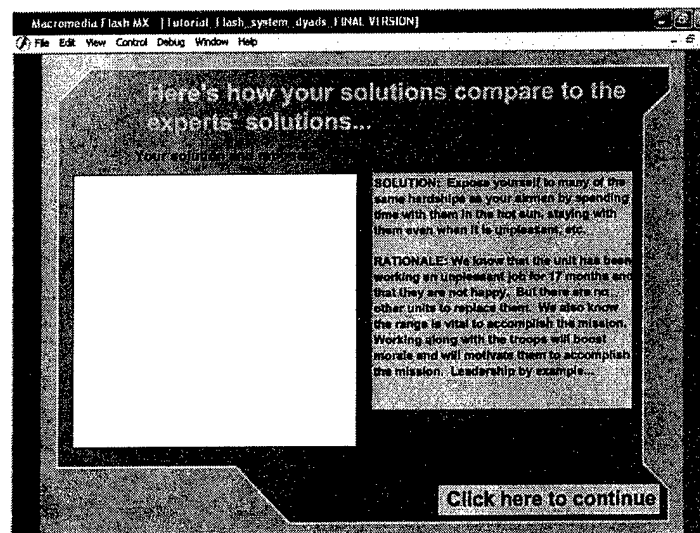 Macromedia Flash MX - [Tutorial_Flash_system_dyads_FINAL VERSION]
File Edit View Control Debug Window Help
Here's how your solutions compare to the
experts' solutions...
Your solution and
SOLUTION: Expose yourself to many of the
same hardships as your airmen by spending
time with them in the hot sun, staying with
them even when it is unpleasant, etc.
RATIONALE: We know that the unit has been
working an unpleasant job for 17 months and
that they are not happy. But there are no
other units to replace them. We also know
the range is vital to accomplish the mission.
Working along with the troops will boost
morale and will motivate them to accomplish
the mission. Leadership by example...
Click here to continue